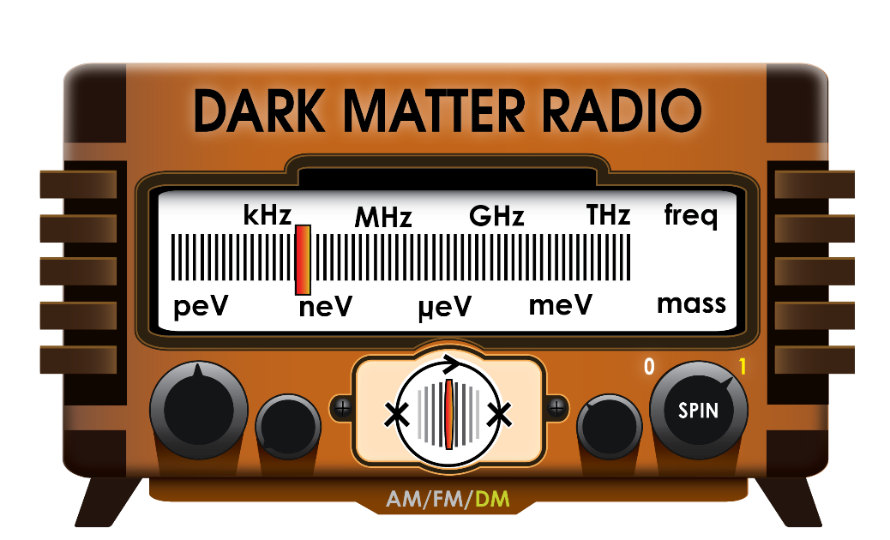 DARK MATTER RADIO
kHz MHz GHz THz freq
peV neV μeV meV mass
0 1
SPIN
AM/FM/DM